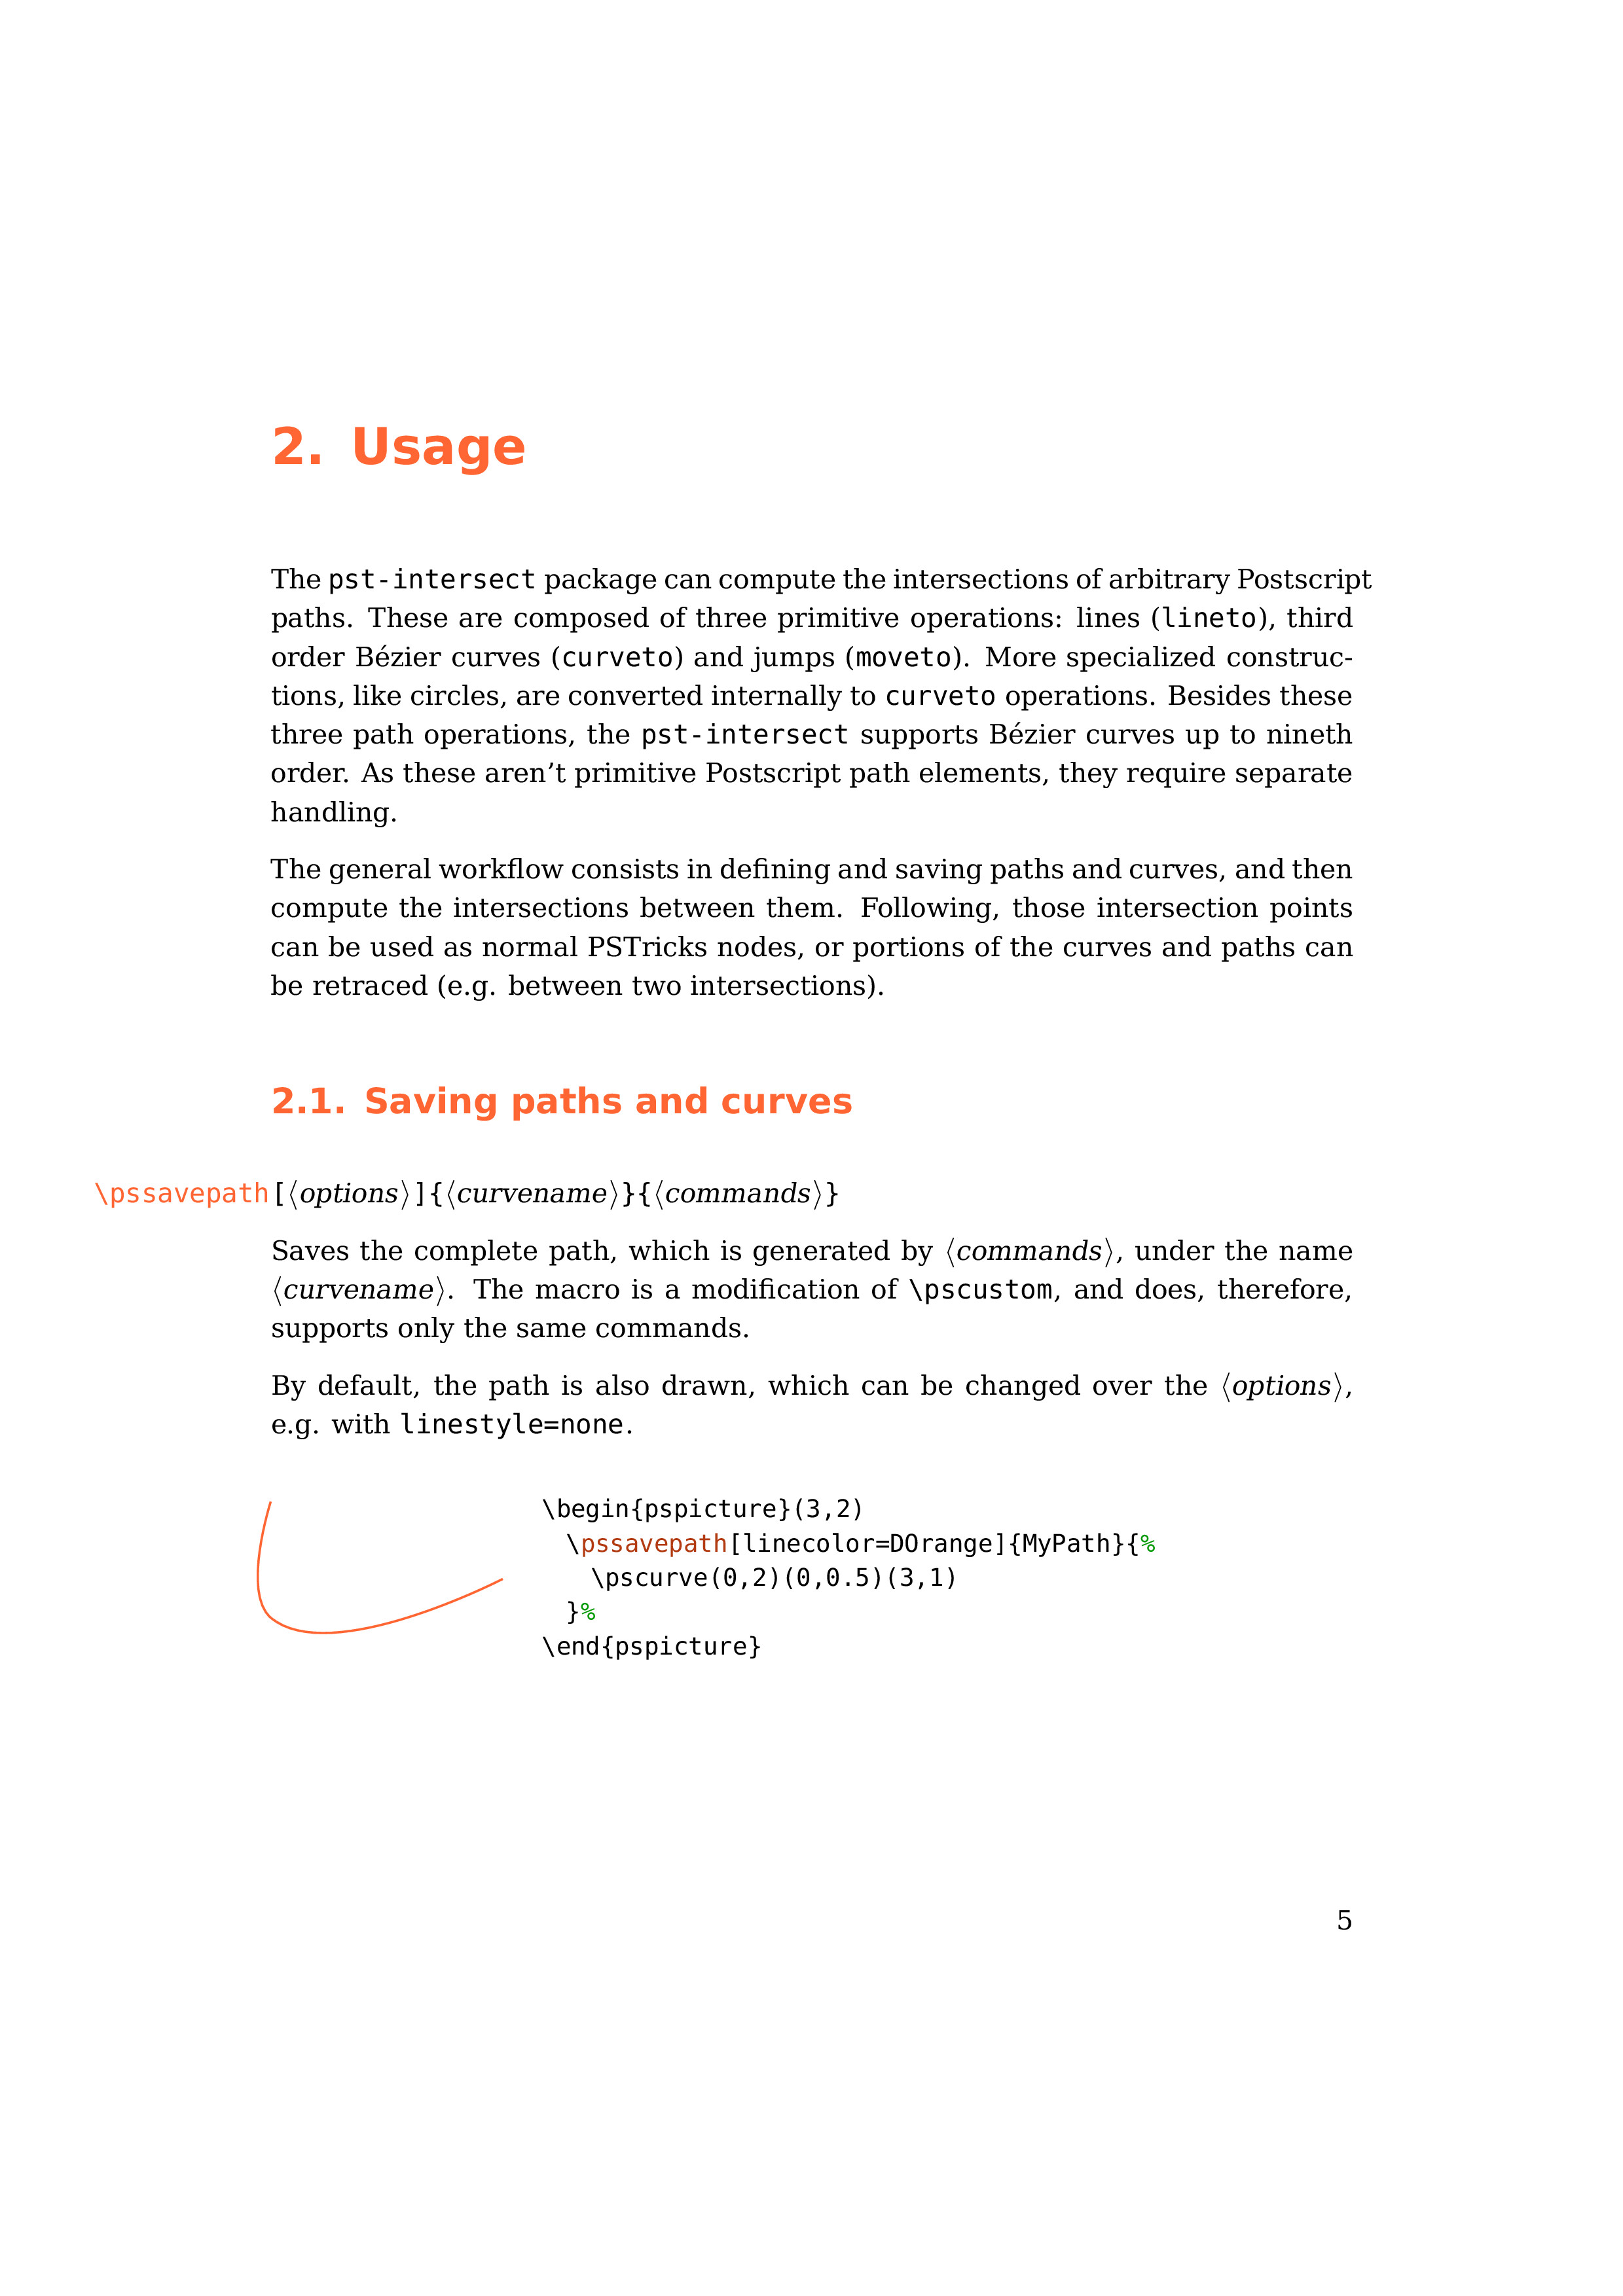 2. Usage
The pst-intersect package can compute the intersections of arbitrary Postscript
paths. These are composed of three primitive operations: lines (lineto), third
order Bézier curves (curveto) and jumps (moveto). More specialized construc-
tions, like circles, are converted internally to curveto operations. Besides these
three path operations, the pst-intersect supports Bézier curves up to nineth
order. As these aren’t primitive Postscript path elements, they require separate
handling.
The general workflow consists in defining and saving paths and curves, and then
compute the intersections between them. Following, those intersection points
can be used as normal PSTricks nodes, or portions of the curves and paths can
be retraced (e.g. between two intersections).
2.1. Saving paths and curves
\pssavepath[⟨options⟩]{⟨curvename⟩}{⟨commands⟩}
Saves the complete path, which is generated by ⟨commands⟩, under the name
⟨curvename⟩. The macro is a modification of \pscustom, and does, therefore,
supports only the same commands.
By default, the path is also drawn, which can be changed over the ⟨options⟩,
e.g. with linestyle=none.
\begin{pspicture}(3,2)
\pssavepath[linecolor=DOrange]{MyPath}{%
\pscurve(0,2)(0,0.5)(3,1)
}%
\end{pspicture}
5